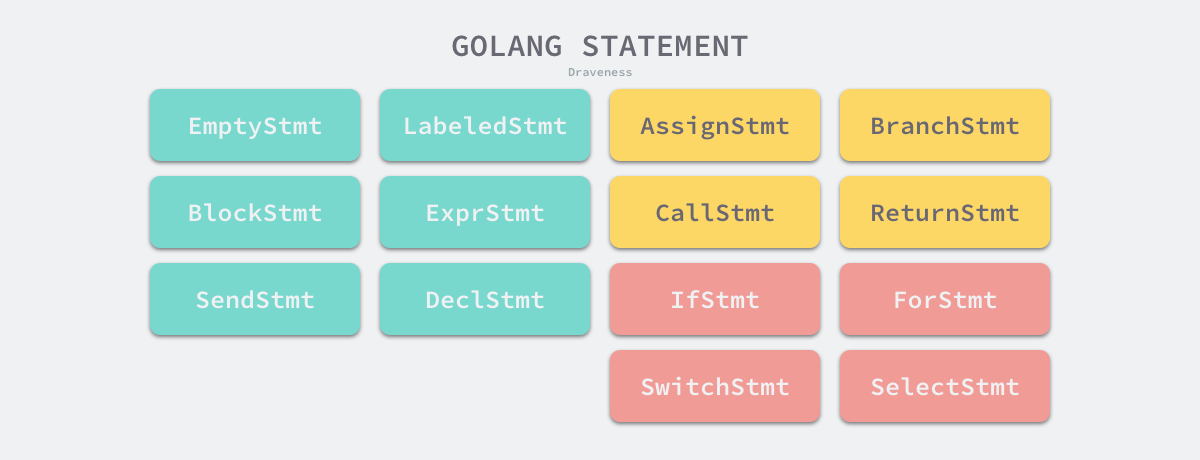 GOLANG STATEMENT
Draveness
EmptyStmt LabeledStmt AssignStmt BranchStmt
BlockStmt ExprStmt CallStmt ReturnStmt
SendStmt DeclStmt IfStmt ForStmt
SwitchStmt SelectStmt